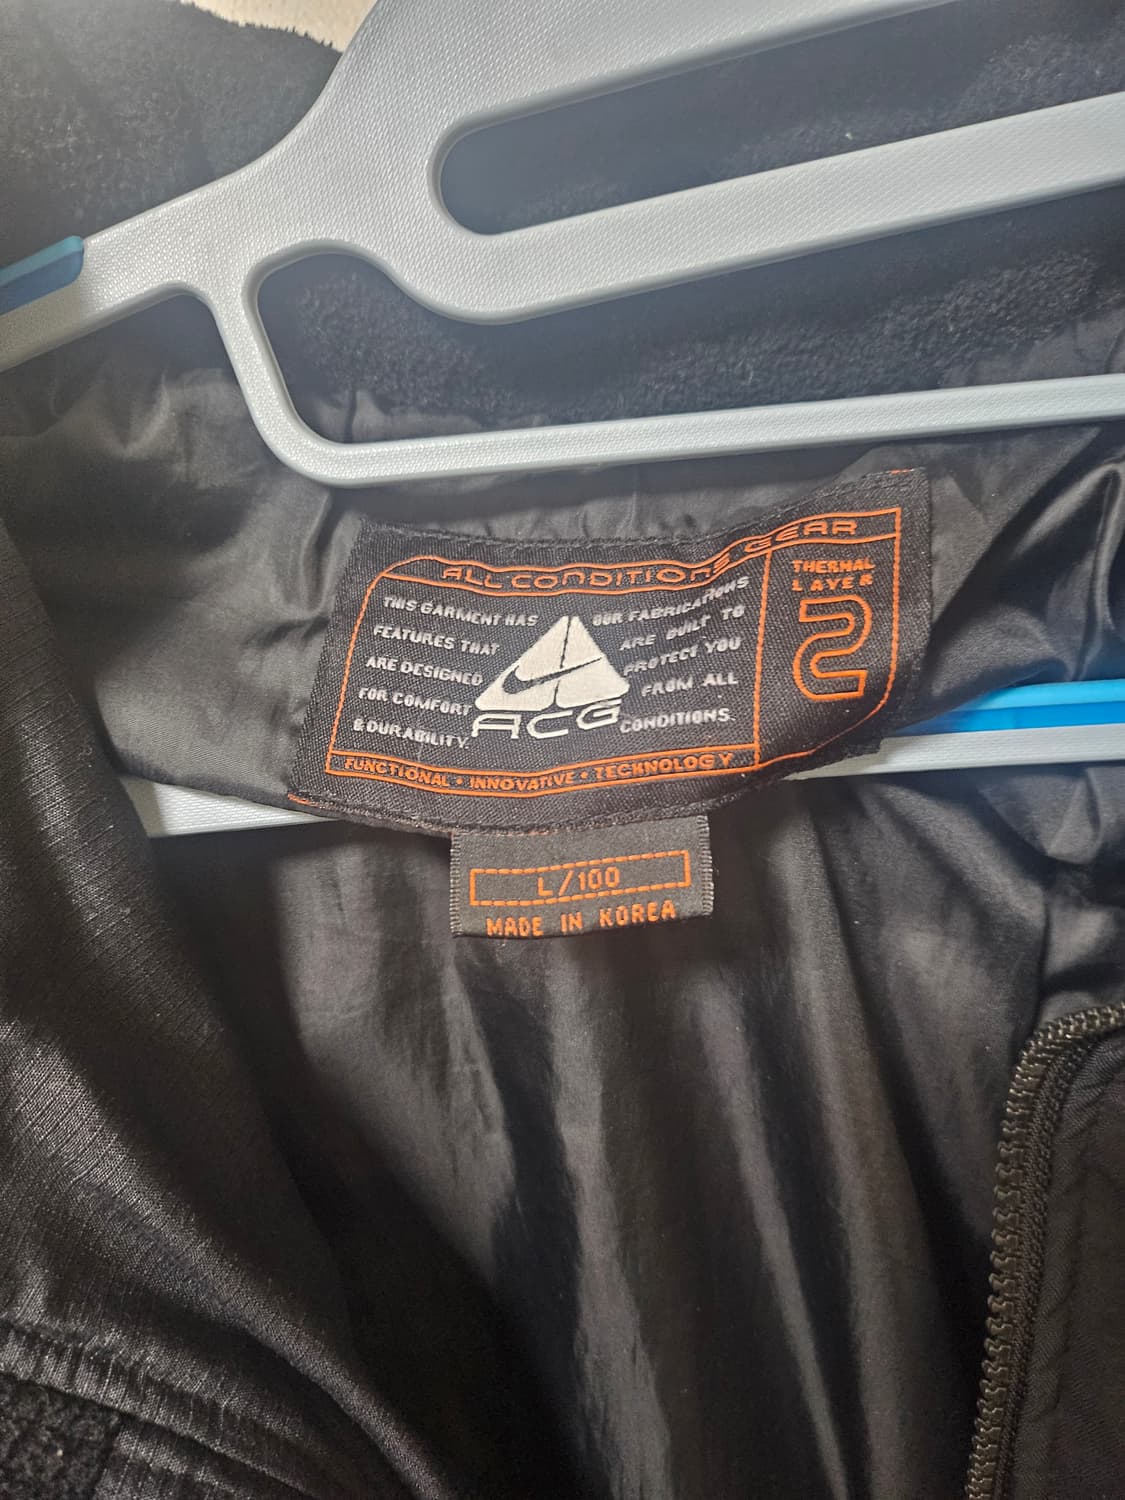 ALL CONDITIONS GEAR
THIS GARMENT HAS
FEATURES THAT
ARE DESIGNED
FOR COMFORT
& DURABILITY.
ACG
OUR FABRICATIONS
ARE BUILT TO
PROTECT YOU
FROM ALL
CONDITIONS.
THERMAL
LAYER
2
FUNCTIONAL • INNOVATIVE • TECHNOLOGY
L/100
MADE IN KOREA